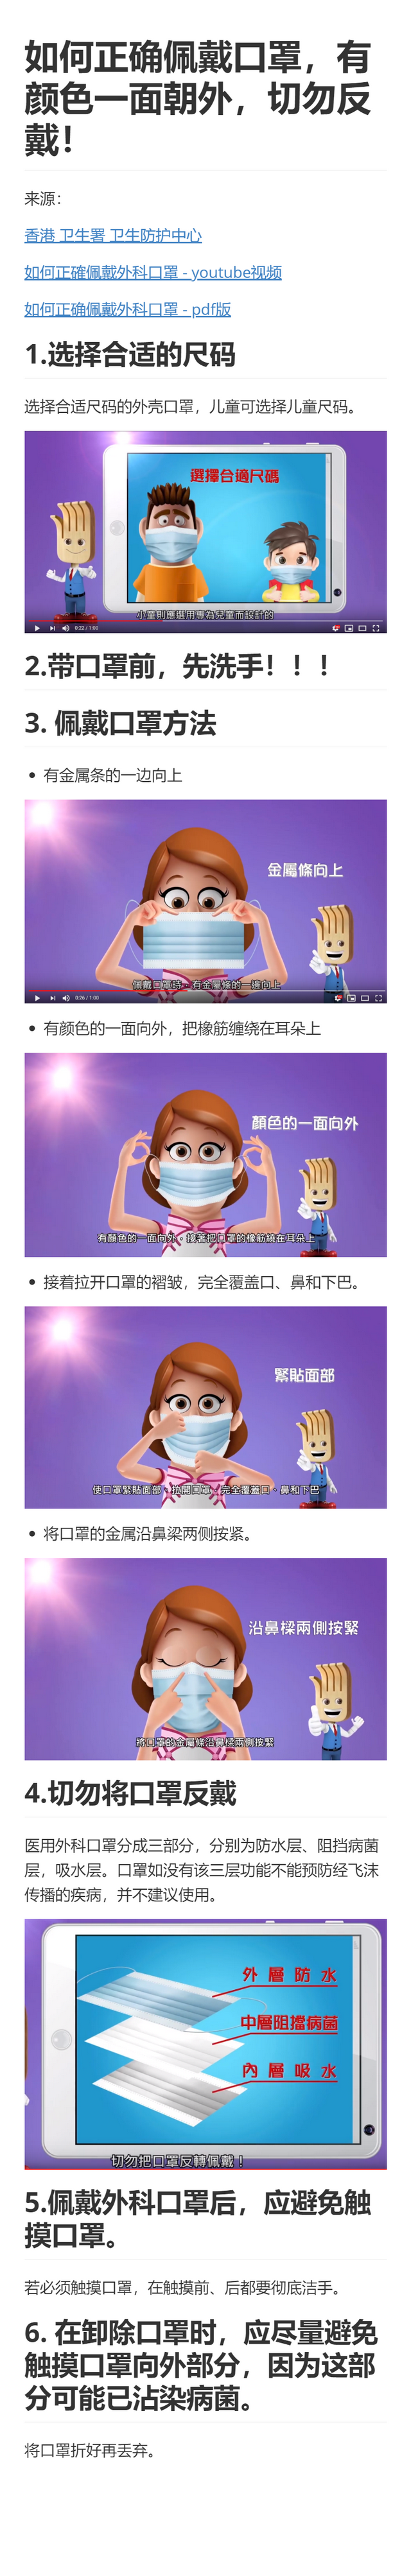 如何正确佩戴口罩，有
颜色一面朝外，切勿反
戴！
来源：
香港 卫生署 卫生防护中心
如何正確佩戴外科口罩 - youtube视频
如何正确佩戴外科口罩 - pdf版
1.选择合适的尺码
选择合适尺码的外壳口罩，儿童可选择儿童尺码。
選擇合適尺碼
小童則應選用專為兒童而設計的
0:22 / 1:00
2.带口罩前，先洗手！！！
3. 佩戴口罩方法
有金属条的一边向上
金屬條向上
佩戴口罩時，有金屬條的一邊向上
0:26 / 1:00
有颜色的一面向外，把橡筋缠绕在耳朵上
顏色的一面向外
有顏色的一面向外，接著把口罩的橡筋繞在耳朵上
接着拉开口罩的褶皱，完全覆盖口、鼻和下巴。
緊貼面部
使口罩緊貼面部，拉開口罩，完全覆蓋口、鼻和下巴
将口罩的金属沿鼻梁两侧按紧。
沿鼻樑兩側按緊
將口罩的金屬條沿鼻樑兩側按緊
4.切勿将口罩反戴
医用外科口罩分成三部分，分别为防水层、阻挡病菌
层，吸水层。口罩如没有该三层功能不能预防经飞沫
传播的疾病，并不建议使用。
外層防水
中層阻擋病菌
內層吸水
切勿把口罩反轉佩戴！
5.佩戴外科口罩后，应避免触
摸口罩。
若必须触摸口罩，在触摸前、后都要彻底洁手。
6. 在卸除口罩时，应尽量避免
触摸口罩向外部分，因为这部
分可能已沾染病菌。
将口罩折好再丢弃。